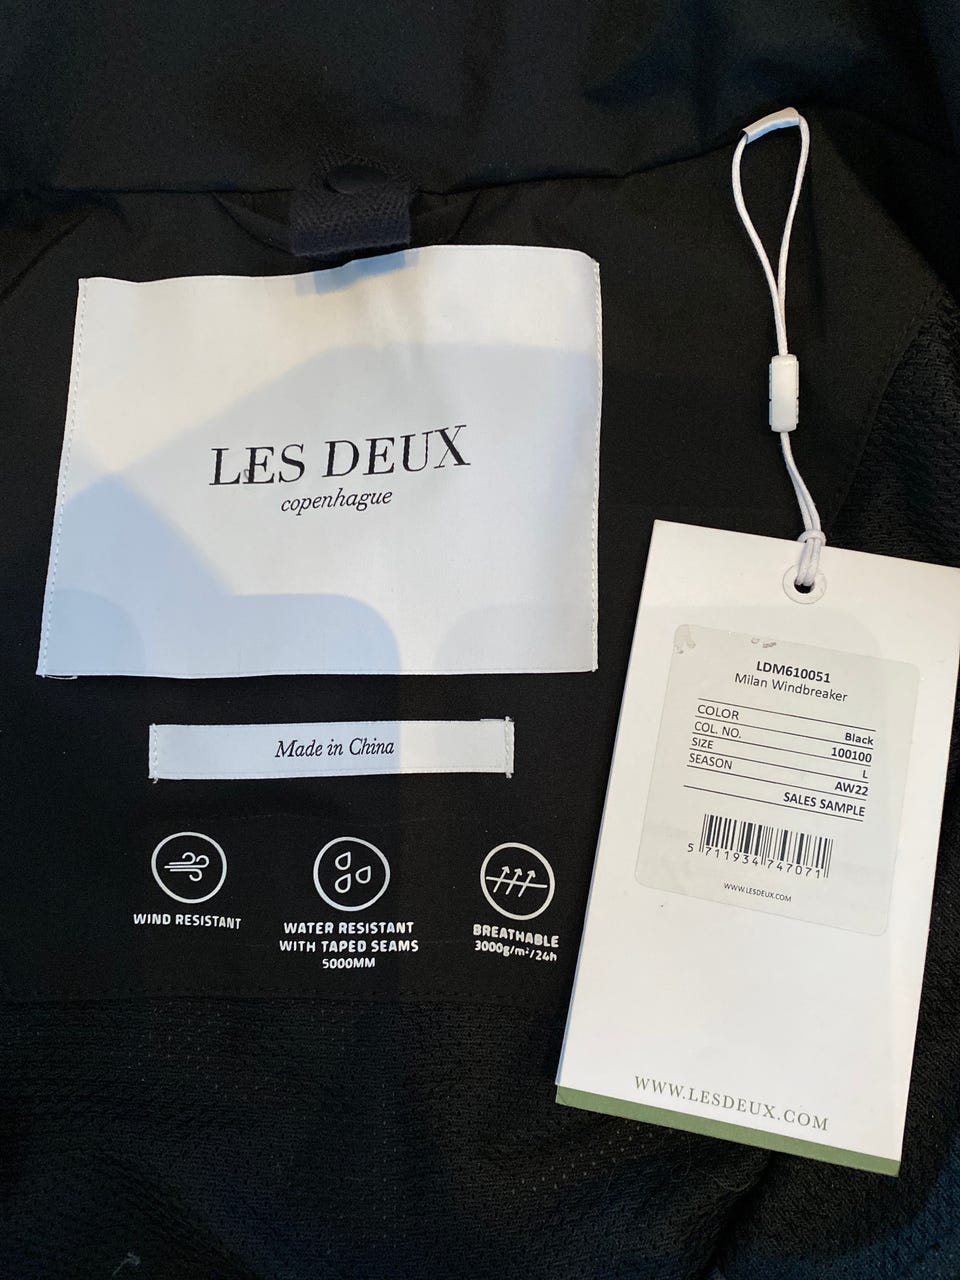 LES DEUX
copenhague
Made in China
WIND RESISTANT
WATER RESISTANT
WITH TAPED SEAMS
5000MM
BREATHABLE
3000g/m²/24h
LDM610051
Milan Windbreaker
COLOR Black
COL. NO. 100100
SIZE L
SEASON AW22
SALES SAMPLE
5 711934 747071
WWW.LESDEUX.COM
WWW.LESDEUX.COM